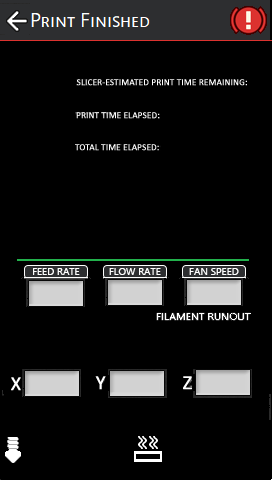 Print Finished
SLICER-ESTIMATED PRINT TIME REMAINING:
PRINT TIME ELAPSED:
TOTAL TIME ELAPSED:
FEED RATE FLOW RATE FAN SPEED
FILAMENT RUNOUT
X Y Z